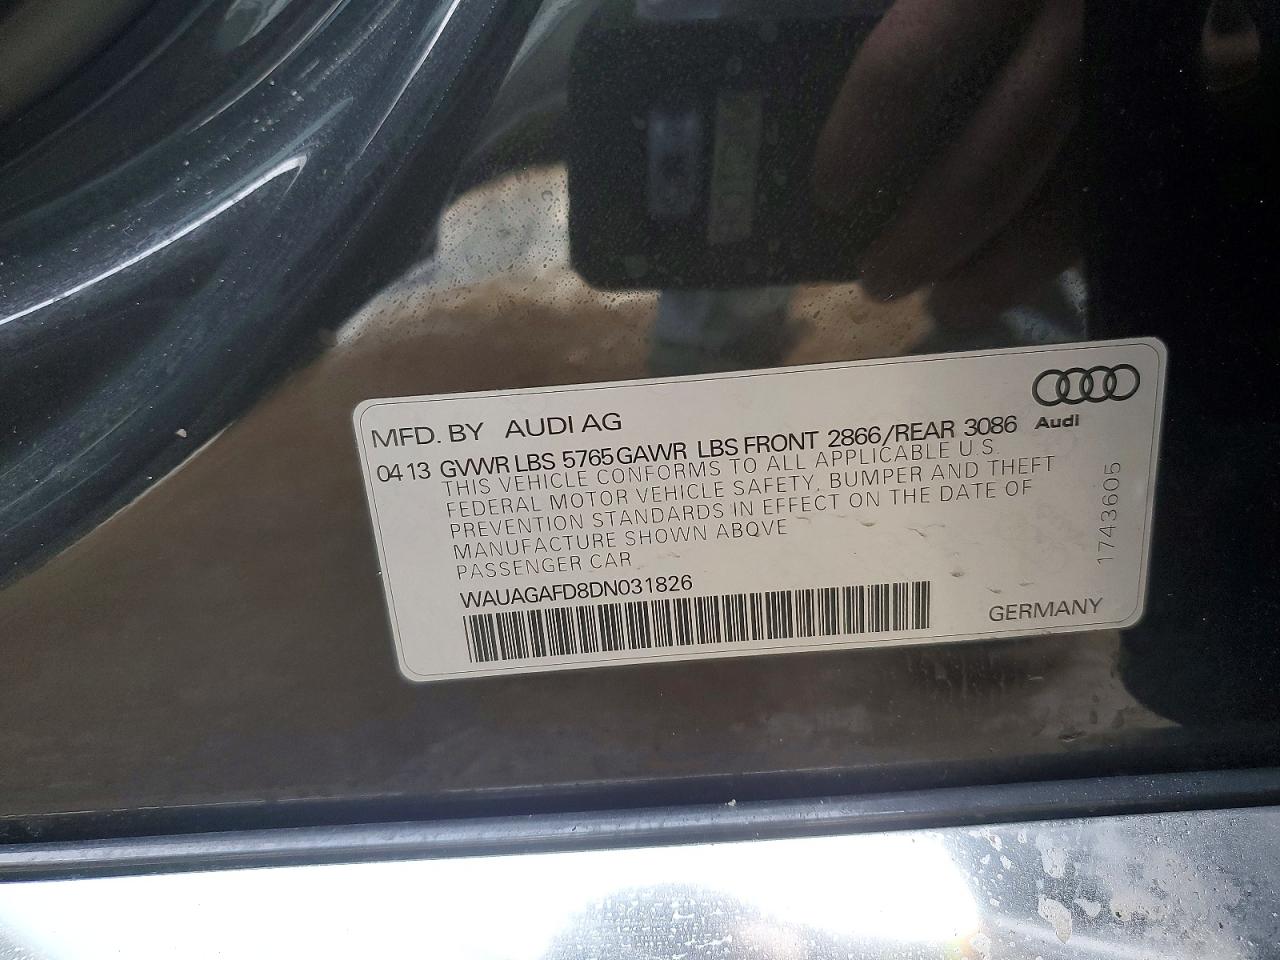 MFD. BY AUDI AG
0413 GVWR LBS 5765 GAWR LBS FRONT 2866/REAR 3086
Audi
THIS VEHICLE CONFORMS TO ALL APPLICABLE U.S.
FEDERAL MOTOR VEHICLE SAFETY, BUMPER AND THEFT
PREVENTION STANDARDS IN EFFECT ON THE DATE OF
MANUFACTURE SHOWN ABOVE
PASSENGER CAR
WAUAGAFD8DN031826
GERMANY
1743605